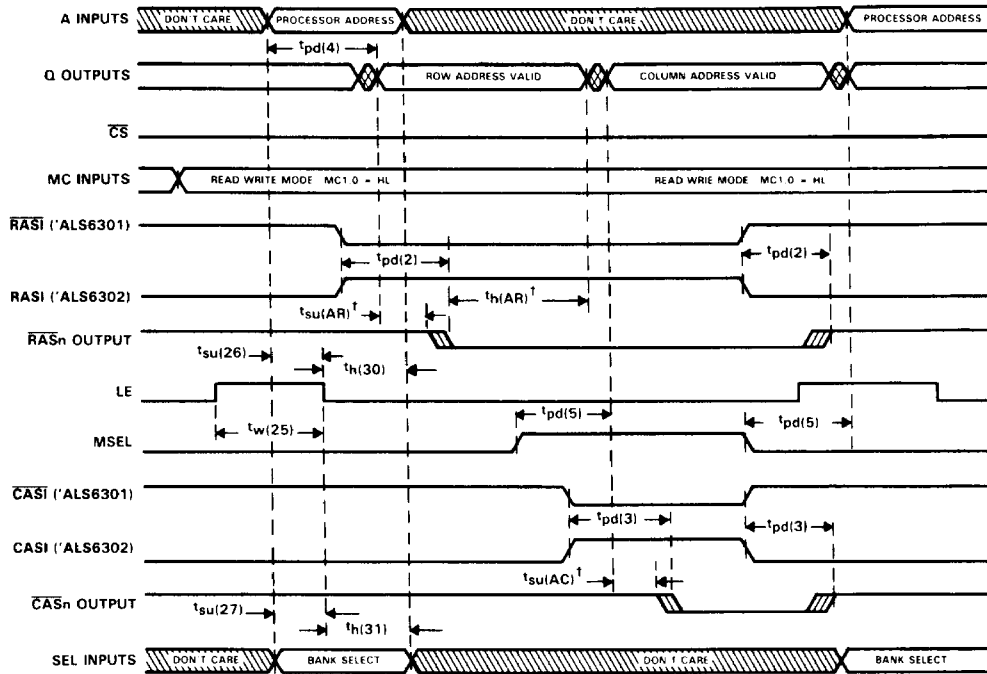 A INPUTS DON'T CARE PROCESSOR ADDRESS DON'T CARE PROCESSOR ADDRESS
tpd(4)
Q OUTPUTS ROW ADDRESS VALID COLUMN ADDRESS VALID
CS
MC INPUTS READ WRITE MODE MC1.0 = HL READ WRIE MODE MC1.0 = HL
RASI ('ALS6301)
tpd(2) tpd(2)
RASI ('ALS6302)
tsu(AR)† th(AR)†
RASn OUTPUT
tsu(26)
th(30)
LE
tw(25) tpd(5) tpd(5)
MSEL
CASI ('ALS6301)
tpd(3) tpd(3)
CASI ('ALS6302)
tsu(AC)†
CASn OUTPUT
tsu(27)
th(31)
SEL INPUTS DON'T CARE BANK SELECT DON'T CARE BANK SELECT